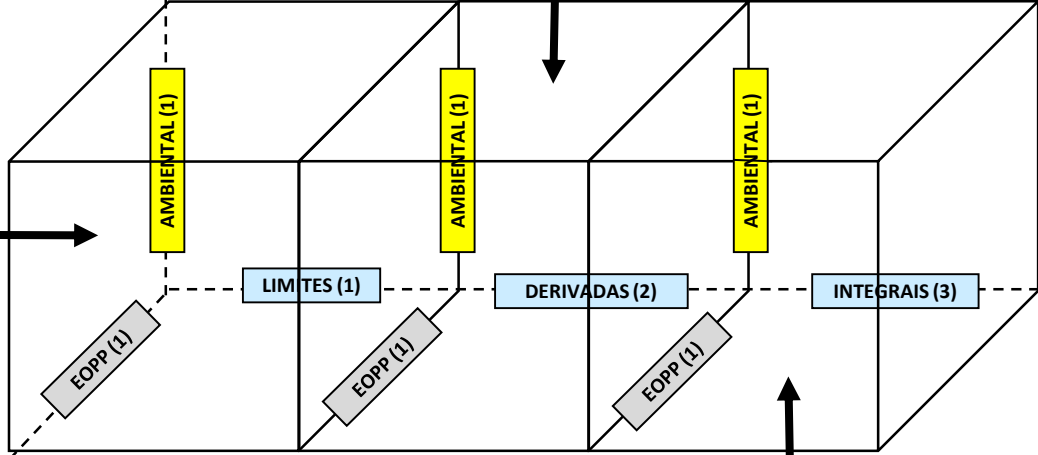 AMBIENTAL (1)
AMBIENTAL (1)
AMBIENTAL (1)
LIMITES (1)
DERIVADAS (2)
INTEGRAIS (3)
EOPP (1)
EOPP (1)
EOPP (1)